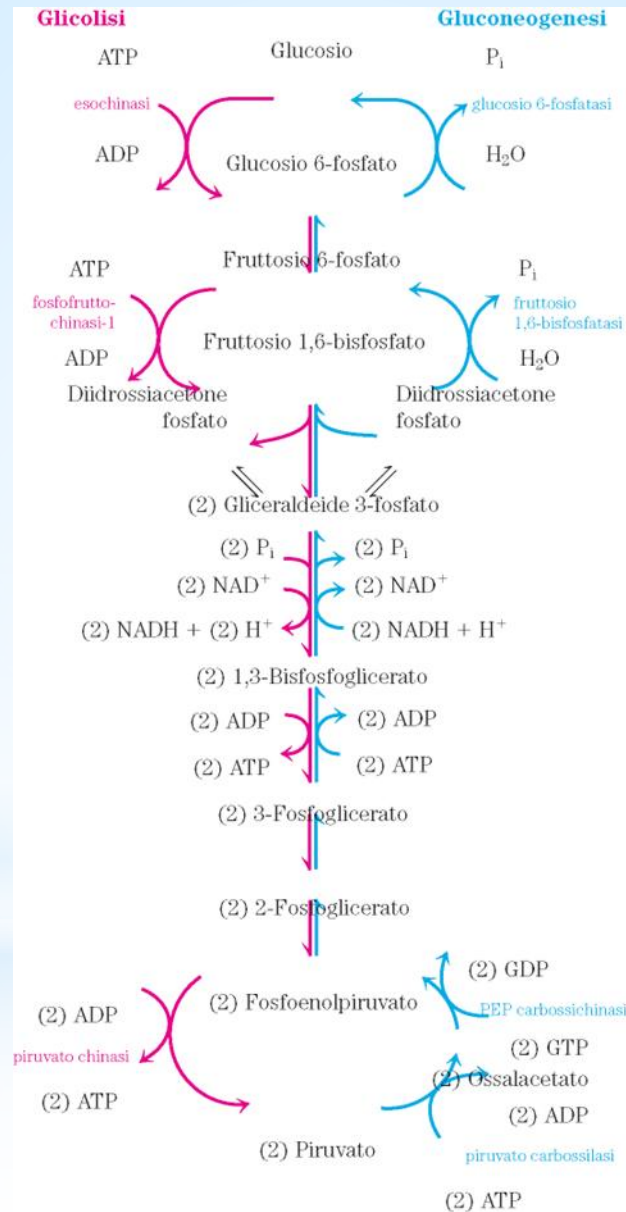 Glicolisi Gluconeogenesi
ATP Glucosio Pi
esochinasi glucosio 6-fosfatasi
ADP Glucosio 6-fosfato H2O
Fruttosio 6-fosfato
ATP Pi
fosfofrutto- fruttosio
chinasi-1 1,6-bisfosfatasi
ADP Fruttosio 1,6-bisfosfato H2O
Diidrossiacetone Diidrossiacetone
fosfato fosfato
(2) Gliceraldeide 3-fosfato
(2) Pi (2) Pi
(2) NAD+ (2) NAD+
(2) NADH + (2) H+ (2) NADH + H+
(2) 1,3-Bisfosfoglicerato
(2) ADP (2) ADP
(2) ATP (2) ATP
(2) 3-Fosfoglicerato
(2) 2-Fosfoglicerato
(2) GDP
(2) ADP (2) Fosfoenolpiruvato PEP carbossichinasi
piruvato chinasi (2) GTP
(2) Ossalacetato
(2) ATP (2) ADP
(2) Piruvato piruvato carbossilasi
(2) ATP